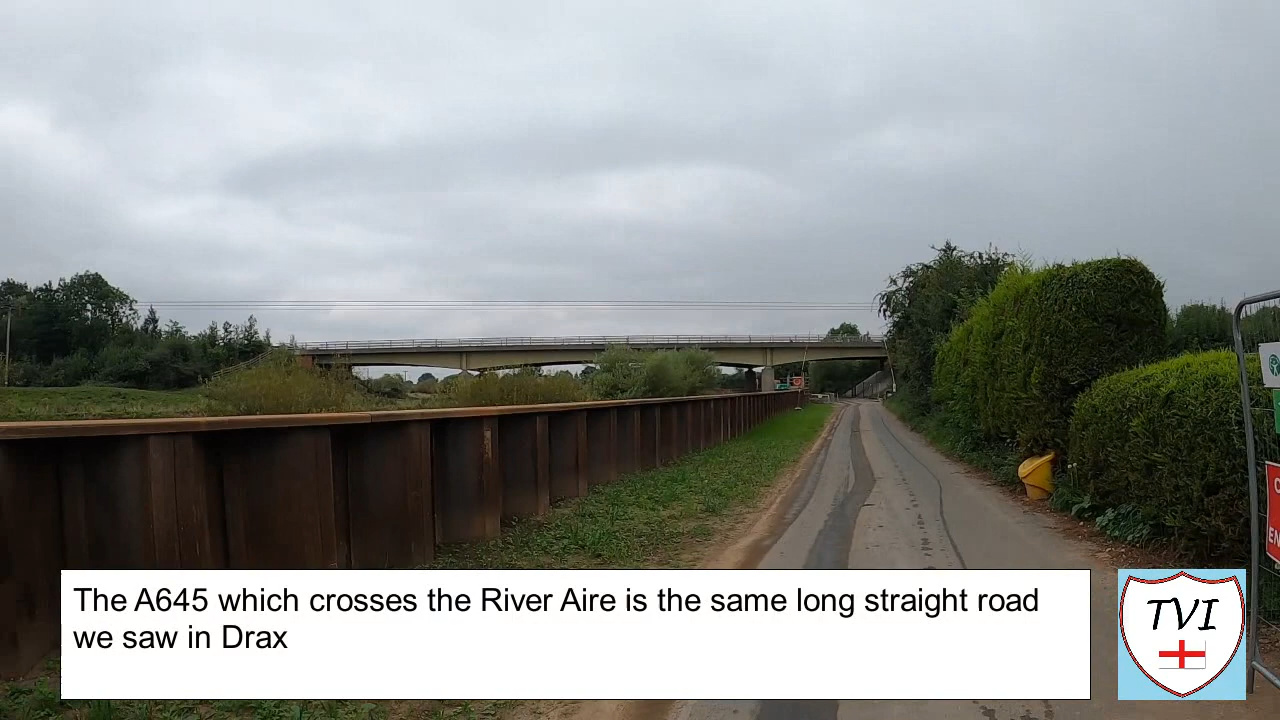 The A645 which crosses the River Aire is the same long straight road
we saw in Drax
TVI